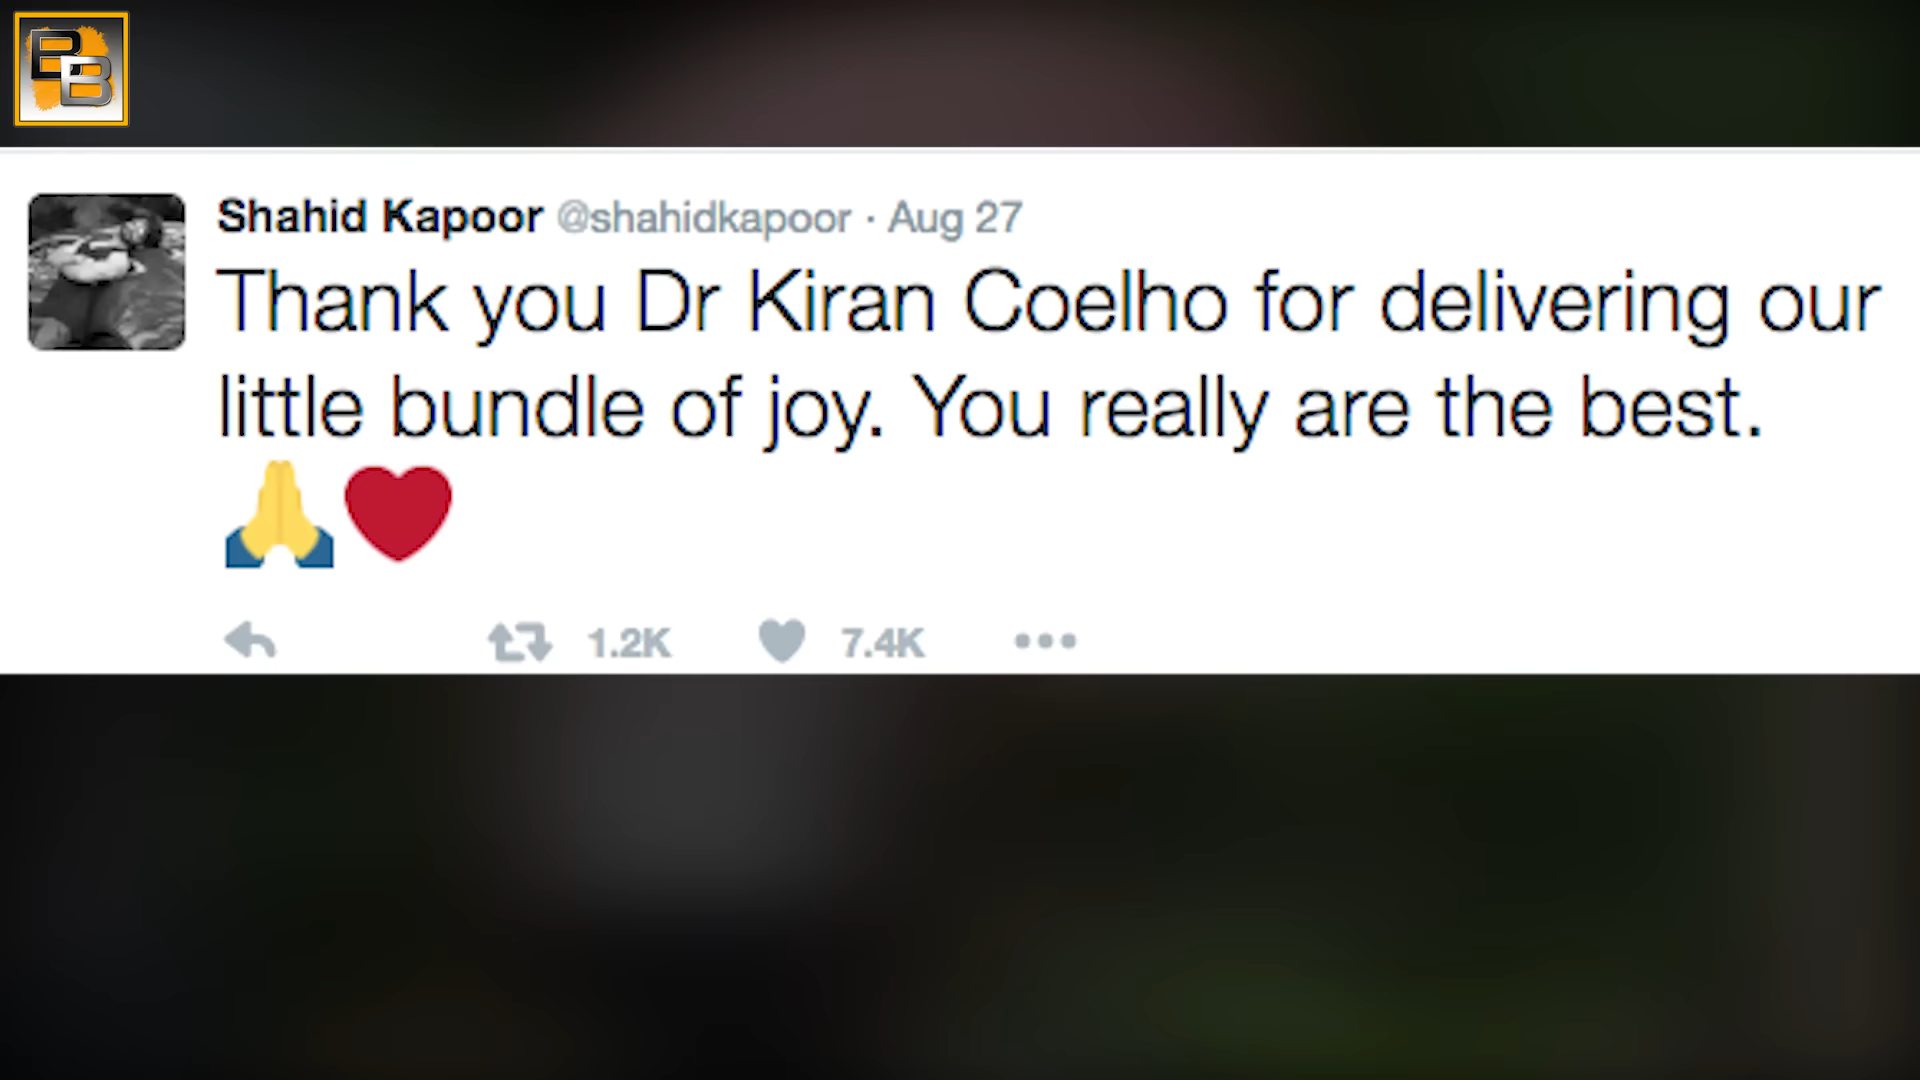 BB
Shahid Kapoor @shahidkapoor · Aug 27
Thank you Dr Kiran Coelho for delivering our
little bundle of joy. You really are the best.
🙏❤
1.2K 7.4K